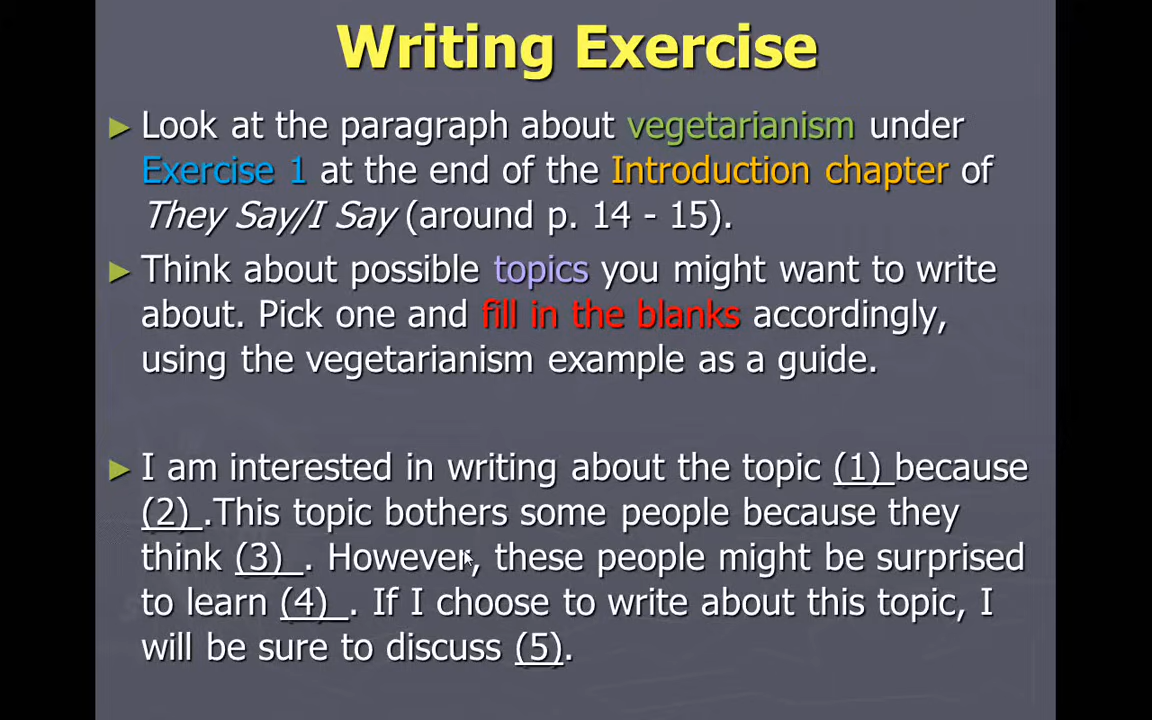 Writing Exercise
► Look at the paragraph about vegetarianism under
Exercise 1 at the end of the Introduction chapter of
They Say/I Say (around p. 14 - 15).
► Think about possible topics you might want to write
about. Pick one and fill in the blanks accordingly,
using the vegetarianism example as a guide.
► I am interested in writing about the topic (1) because
(2) .This topic bothers some people because they
think (3) . However, these people might be surprised
to learn (4) . If I choose to write about this topic, I
will be sure to discuss (5).